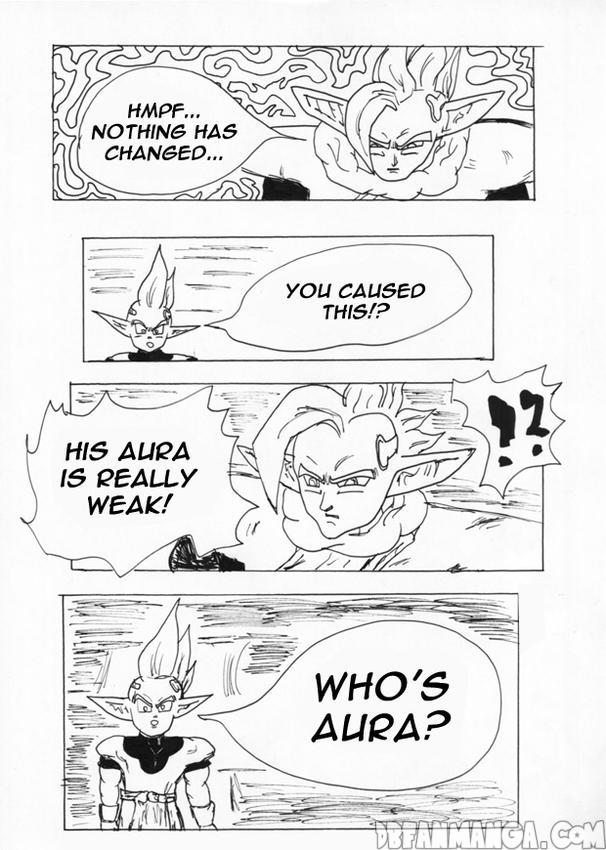 HMPF...
NOTHING HAS
CHANGED...
YOU CAUSED
THIS!?
HIS AURA
IS REALLY
WEAK!
!?
WHO'S
AURA?
DBFANMANGA.COM